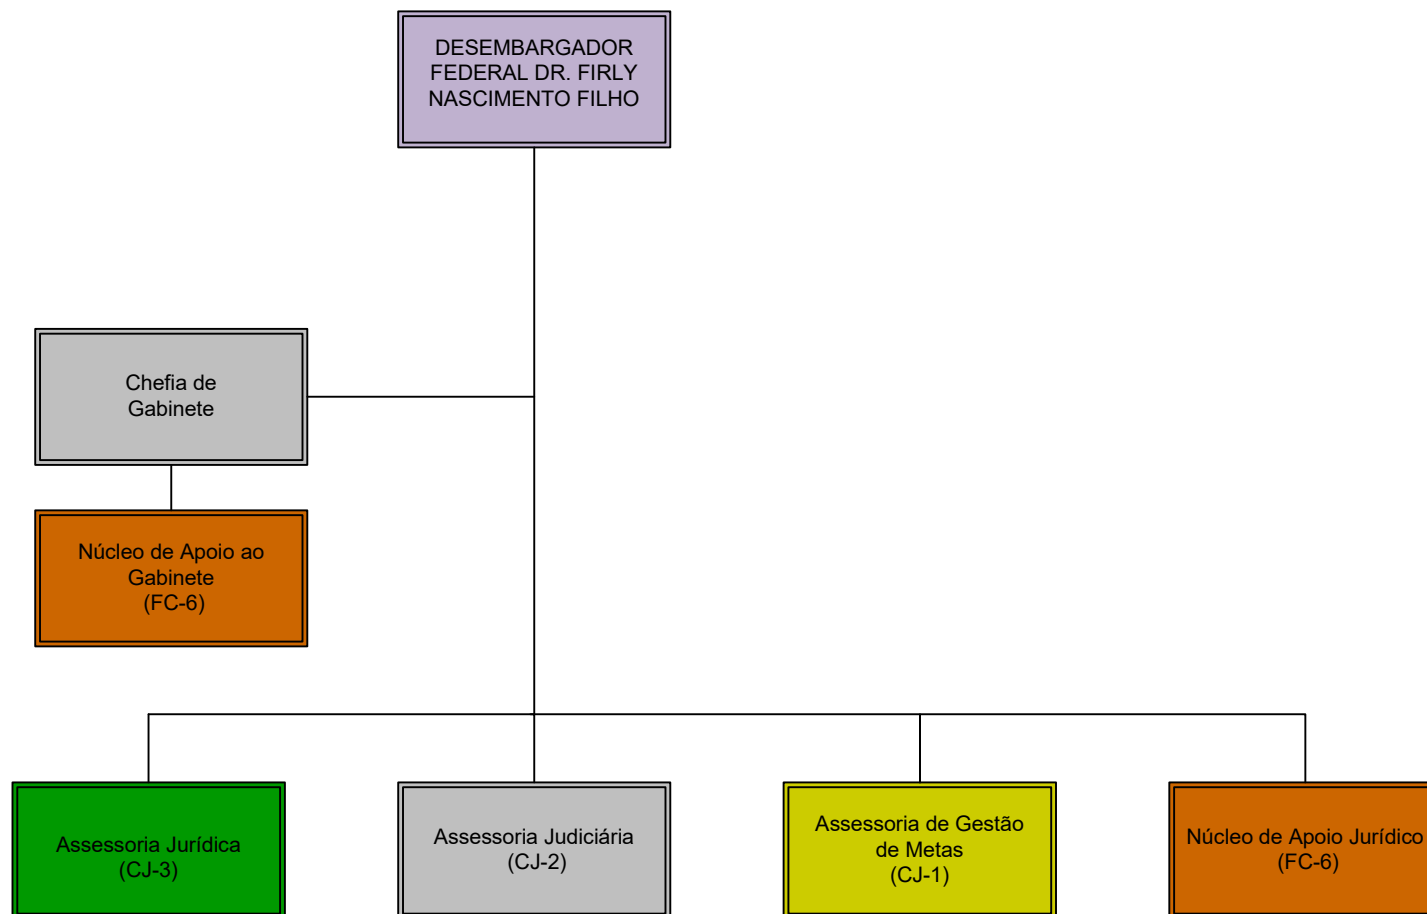 DESEMBARGADOR
FEDERAL DR. FIRLY
NASCIMENTO FILHO
Chefia de
Gabinete
Núcleo de Apoio ao
Gabinete
(FC-6)
Assessoria Jurídica
(CJ-3)
Assessoria Judiciária
(CJ-2)
Assessoria de Gestão
de Metas
(CJ-1)
Núcleo de Apoio Jurídico
(FC-6)